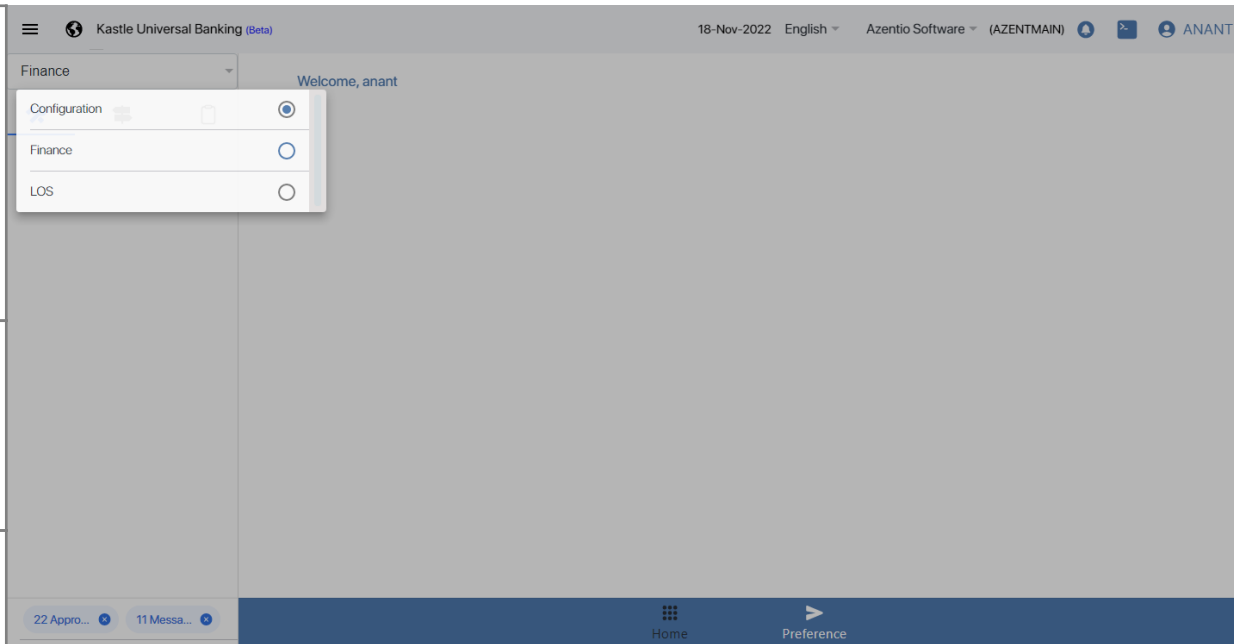 Kastle Universal Banking (Beta)
18-Nov-2022 English Azentio Software (AZENTMAIN) ANANT
Finance
Welcome, anant
Configuration
Finance
LOS
22 Appro... 11 Messa...
Home Preference